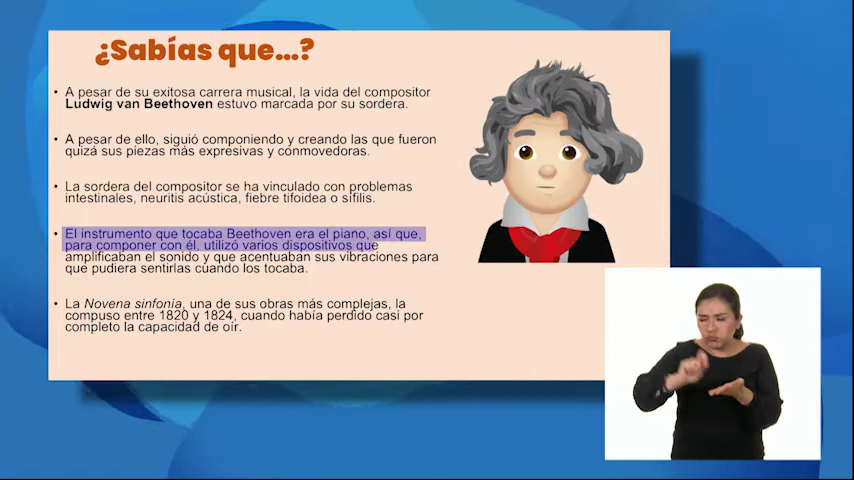 ¿Sabías que...?
• A pesar de su exitosa carrera musical, la vida del compositor
Ludwig van Beethoven estuvo marcada por su sordera.
• A pesar de ello, siguió componiendo y creando las que fueron
quizá sus piezas más expresivas y conmovedoras.
• La sordera del compositor se ha vinculado con problemas
intestinales, neuritis acústica, fiebre tifoidea o sífilis.
• El instrumento que tocaba Beethoven era el piano, así que,
para componer con él, utilizó varios dispositivos que
amplificaban el sonido y que acentuaban sus vibraciones para
que pudiera sentirlas cuando los tocaba.
• La Novena sinfonía, una de sus obras más complejas, la
compuso entre 1820 y 1824, cuando había perdido casi por
completo la capacidad de oír.